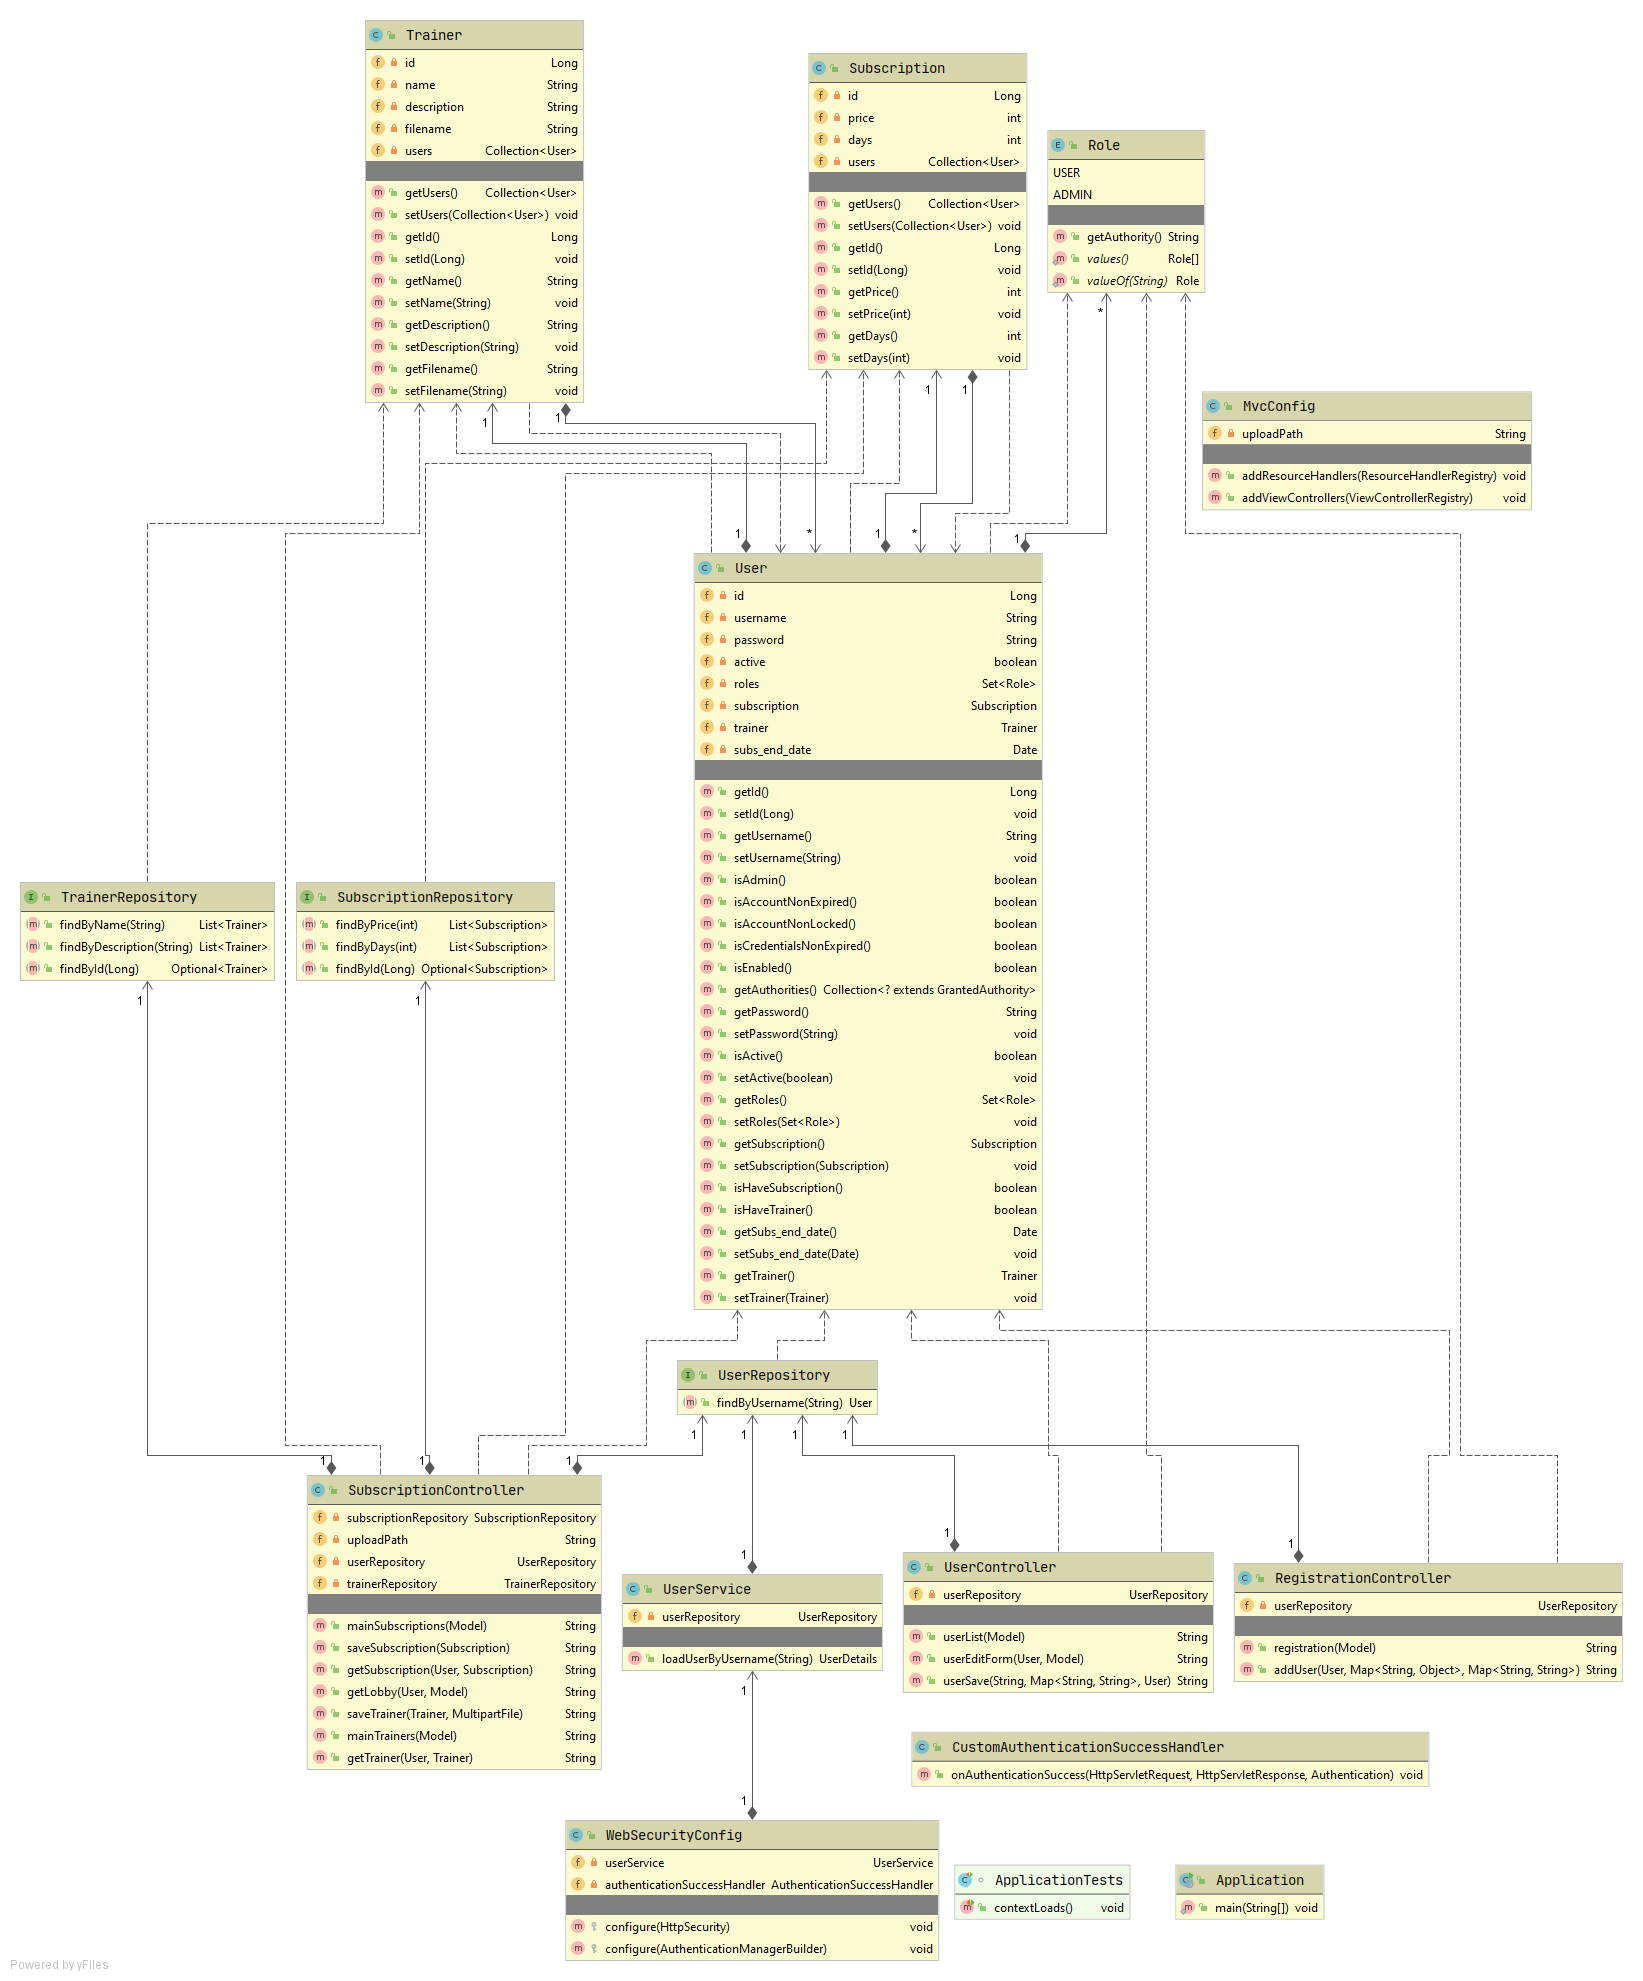 Trainer
id Long
name String
description String
filename String
users Collection<User>
getUsers() Collection<User>
setUsers(Collection<User>) void
getId() Long
setId(Long) void
getName() String
setName(String) void
getDescription() String
setDescription(String) void
getFilename() String
setFilename(String) void
Subscription
id Long
price int
days int
users Collection<User>
getUsers() Collection<User>
setUsers(Collection<User>) void
getId() Long
setId(Long) void
getPrice() int
setPrice(int) void
getDays() int
setDays(int) void
Role
USER
ADMIN
getAuthority() String
values() Role[]
valueOf(String) Role
MvcConfig
uploadPath String
addResourceHandlers(ResourceHandlerRegistry) void
addViewControllers(ViewControllerRegistry) void
1 1 1 1 *
1 * 1 * 1
User
id Long
username String
password String
active boolean
roles Set<Role>
subscription Subscription
trainer Trainer
subs_end_date Date
getId() Long
setId(Long) void
getUsername() String
setUsername(String) void
isAdmin() boolean
isAccountNonExpired() boolean
isAccountNonLocked() boolean
isCredentialsNonExpired() boolean
isEnabled() boolean
getAuthorities() Collection<? extends GrantedAuthority>
getPassword() String
setPassword(String) void
isActive() boolean
setActive(boolean) void
getRoles() Set<Role>
setRoles(Set<Role>) void
getSubscription() Subscription
setSubscription(Subscription) void
isHaveSubscription() boolean
isHaveTrainer() boolean
getSubs_end_date() Date
setSubs_end_date(Date) void
getTrainer() Trainer
setTrainer(Trainer) void
TrainerRepository
findByName(String) List<Trainer>
findByDescription(String) List<Trainer>
findById(Long) Optional<Trainer>
SubscriptionRepository
findByPrice(int) List<Subscription>
findByDays(int) List<Subscription>
findById(Long) Optional<Subscription>
1 1
UserRepository
findByUsername(String) User
1 1 1 1
1 1 1
SubscriptionController
subscriptionRepository SubscriptionRepository
uploadPath String
userRepository UserRepository
trainerRepository TrainerRepository
mainSubscriptions(Model) String
saveSubscription(Subscription) String
getSubscription(User, Subscription) String
getLobby(User, Model) String
saveTrainer(Trainer, MultipartFile) String
mainTrainers(Model) String
getTrainer(User, Trainer) String
1 1 1
UserService
userRepository UserRepository
loadUserByUsername(String) UserDetails
UserController
userRepository UserRepository
userList(Model) String
userEditForm(User, Model) String
userSave(String, Map<String, String>, User) String
RegistrationController
userRepository UserRepository
registration(Model) String
addUser(User, Map<String, Object>, Map<String, String>) String
1
1
CustomAuthenticationSuccessHandler
onAuthenticationSuccess(HttpServletRequest, HttpServletResponse, Authentication) void
WebSecurityConfig
userService UserService
authenticationSuccessHandler AuthenticationSuccessHandler
configure(HttpSecurity) void
configure(AuthenticationManagerBuilder) void
ApplicationTests
contextLoads() void
Application
main(String[]) void
Powered by yFiles